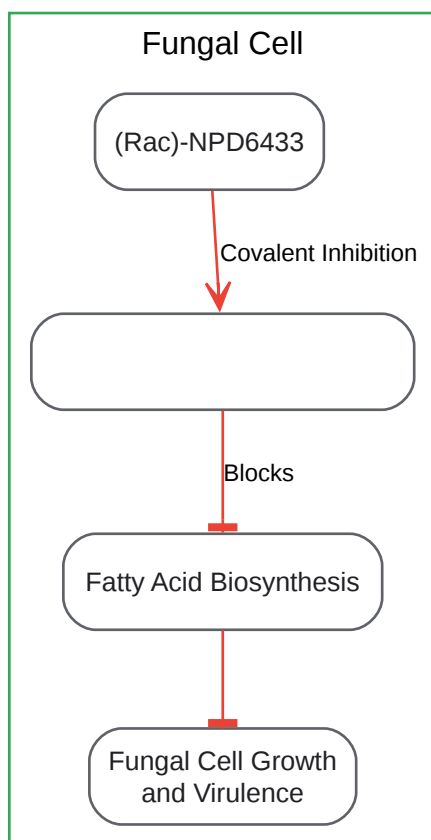 Fungal Cell
(Rac)-NPD6433
Covalent Inhibition
Blocks
Fatty Acid Biosynthesis
Fungal Cell Growth
and Virulence